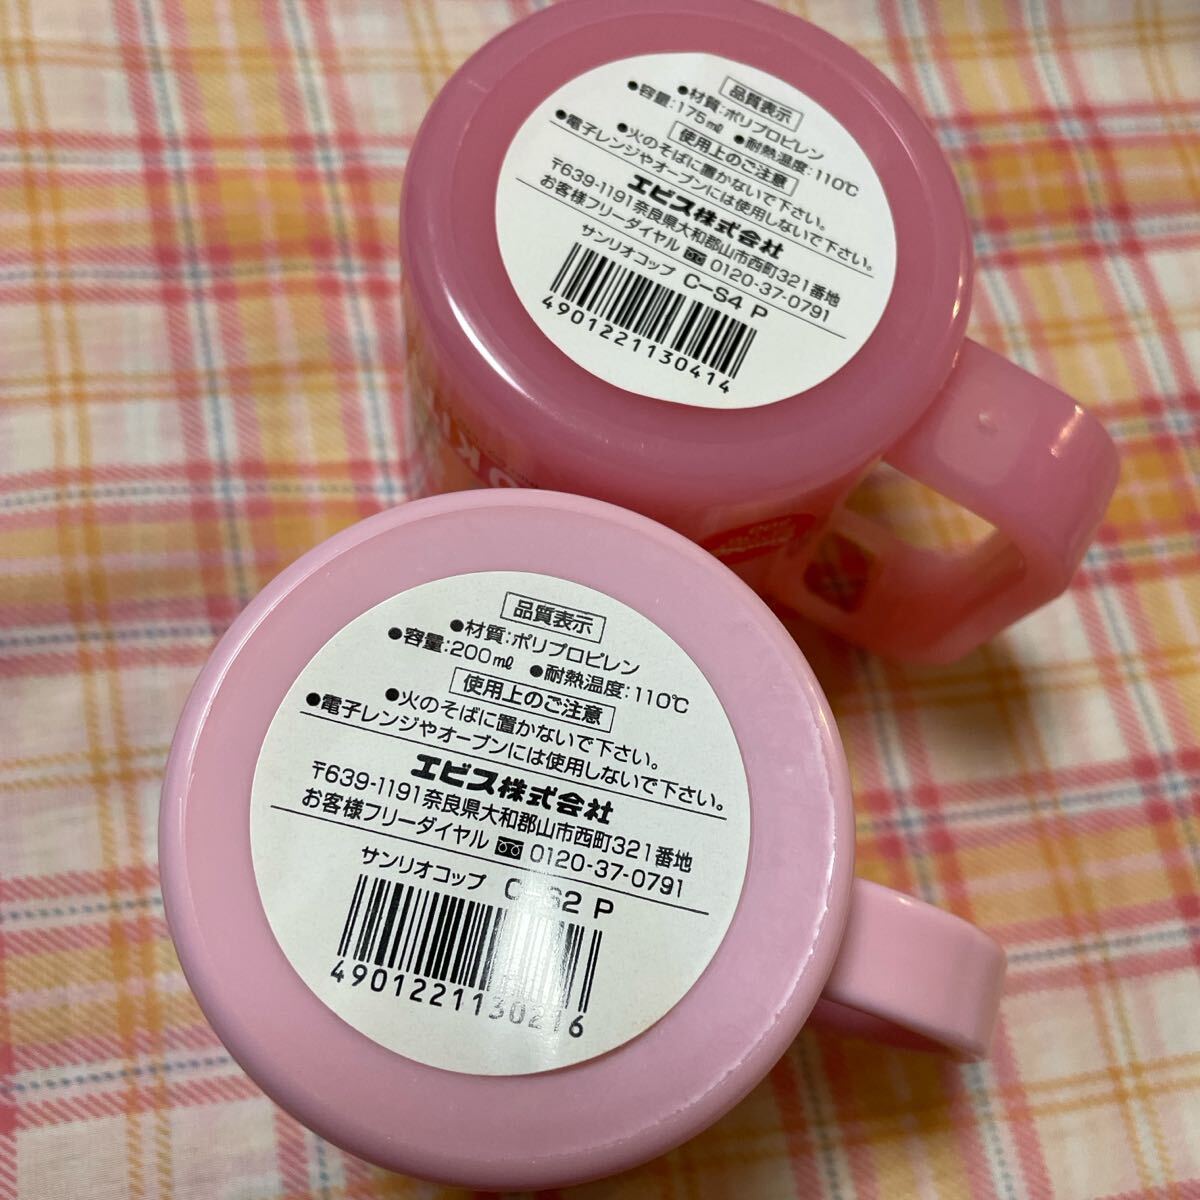 品質表示
●材質:ポリプロピレン
●容量:175㎖ ●耐熱温度:110℃
使用上のご注意
●火のそばに置かないで下さい。
●電子レンジやオーブンには使用しないで下さい。
エビス株式会社
〒639-1191奈良県大和郡山市西町321番地
お客様フリーダイヤル 0120-37-0791
サンリオコップ C-S4 P
4901221130414
品質表示
●材質:ポリプロピレン
●容量:200㎖ ●耐熱温度:110℃
使用上のご注意
●火のそばに置かないで下さい。
●電子レンジやオーブンには使用しないで下さい。
エビス株式会社
〒639-1191奈良県大和郡山市西町321番地
お客様フリーダイヤル 0120-37-0791
サンリオコップ C-S2 P
4901221130216